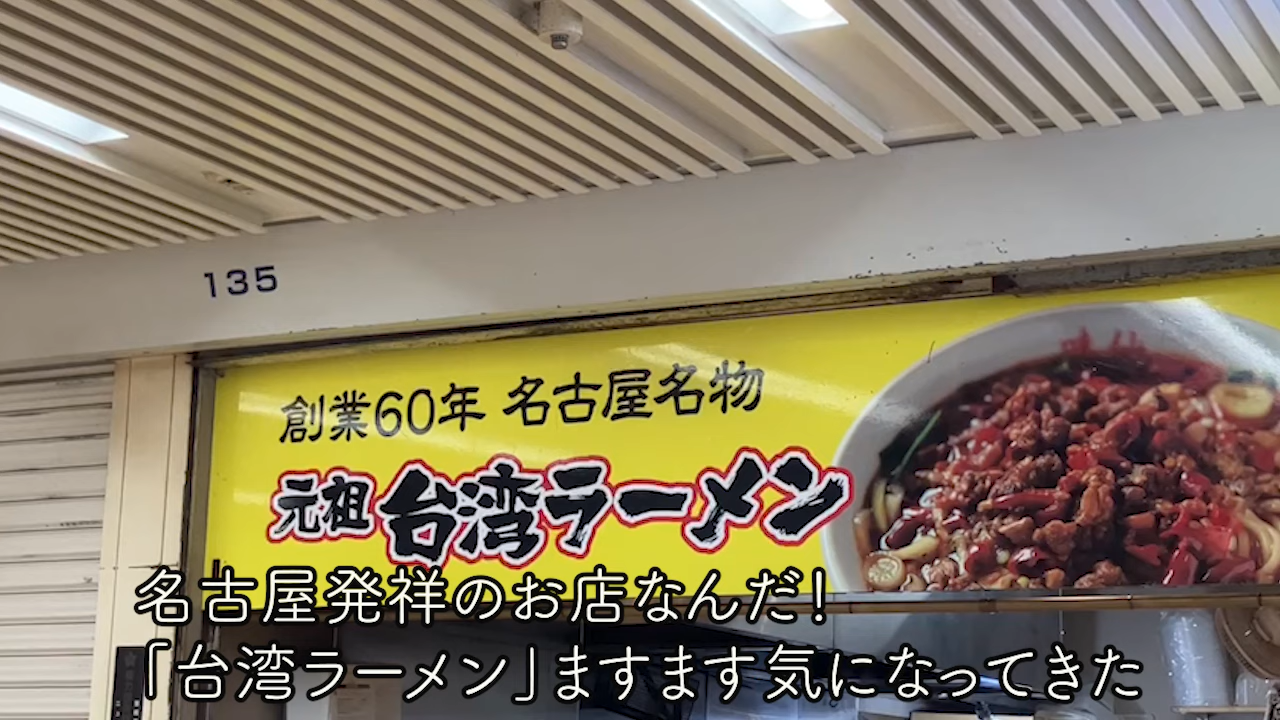 135
創業60年 名古屋名物
元祖台湾ラーメン
名古屋発祥のお店なんだ!
「台湾ラーメン」ますます気になってきた